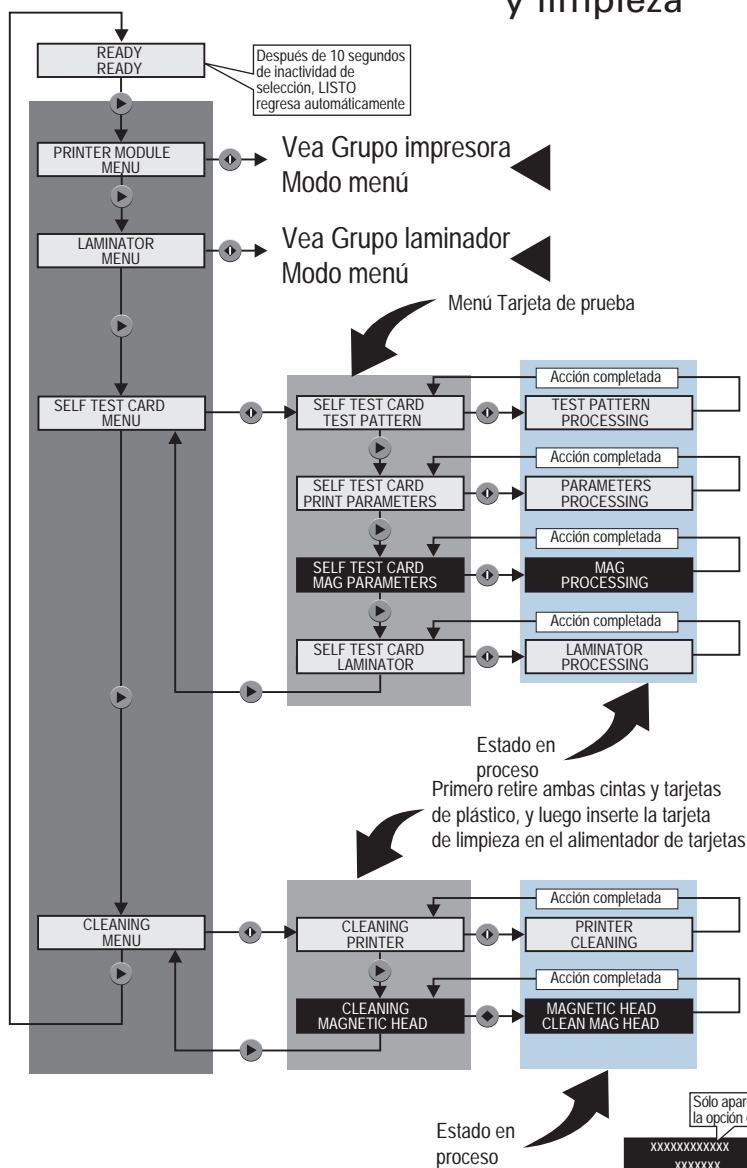 y limpieza
READY
READY
Después de 10 segundos
de inactividad de
selección, LISTO
regresa automáticamente
PRINTER MODULE
MENU
Vea Grupo impresora
Modo menú
LAMINATOR
MENU
Vea Grupo laminador
Modo menú
Menú Tarjeta de prueba
Acción completada
SELF TEST CARD
MENU
SELF TEST CARD
TEST PATTERN
TEST PATTERN
PROCESSING
Acción completada
SELF TEST CARD
PRINT PARAMETERS
PARAMETERS
PROCESSING
Acción completada
SELF TEST CARD
MAG PARAMETERS
MAG
PROCESSING
Acción completada
SELF TEST CARD
LAMINATOR
LAMINATOR
PROCESSING
Estado en
proceso
Primero retire ambas cintas y tarjetas
de plástico, y luego inserte la tarjeta
de limpieza en el alimentador de tarjetas
Acción completada
CLEANING
MENU
CLEANING
PRINTER
PRINTER
CLEANING
Acción completada
CLEANING
MAGNETIC HEAD
MAGNETIC HEAD
CLEAN MAG HEAD
Estado en
proceso
Sólo
la opción
XXXXXXXXXXXX
XXXXXXX